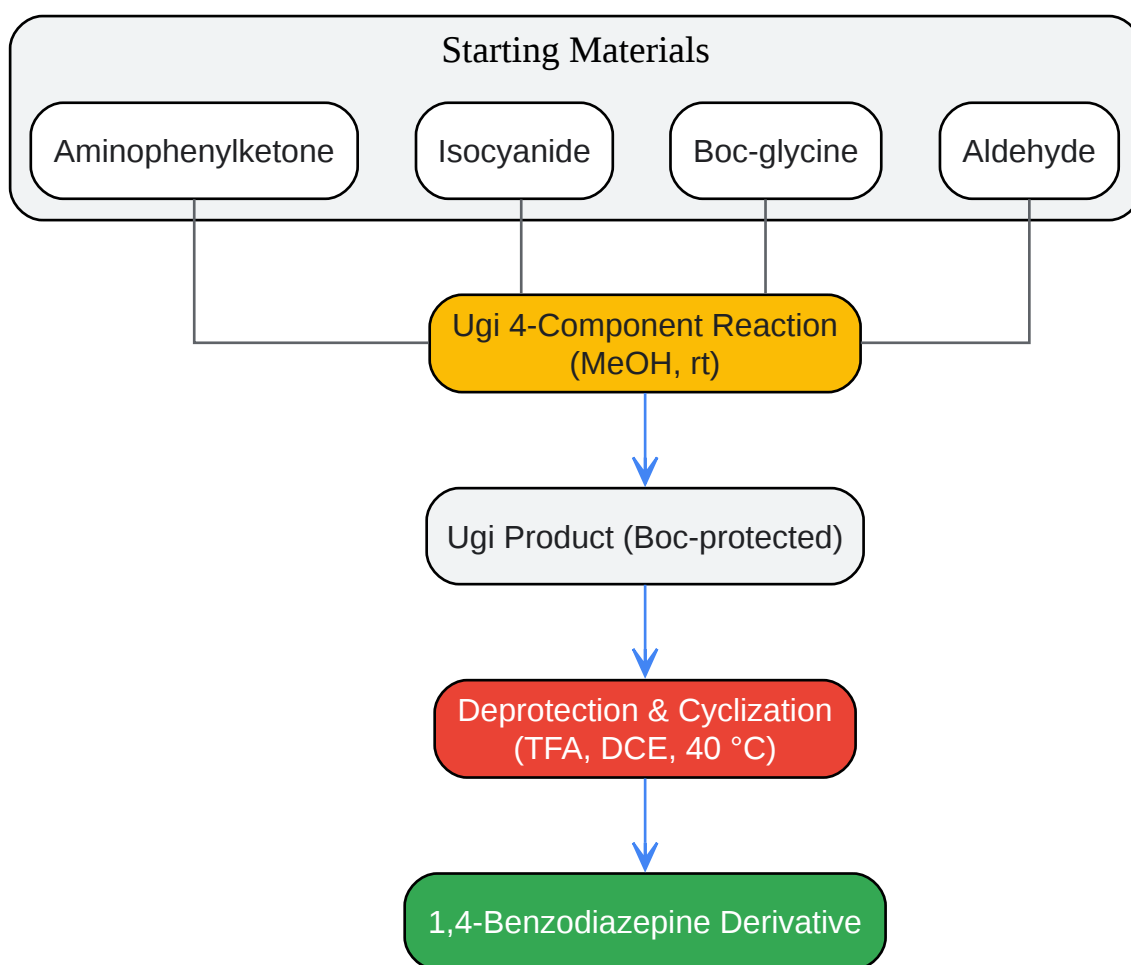 Starting Materials
Aminophenylketone
Isocyanide
Boc-glycine
Aldehyde
Ugi 4-Component Reaction
(MeOH, rt)
Ugi Product (Boc-protected)
Deprotection & Cyclization
(TFA, DCE, 40 °C)
1,4-Benzodiazepine Derivative